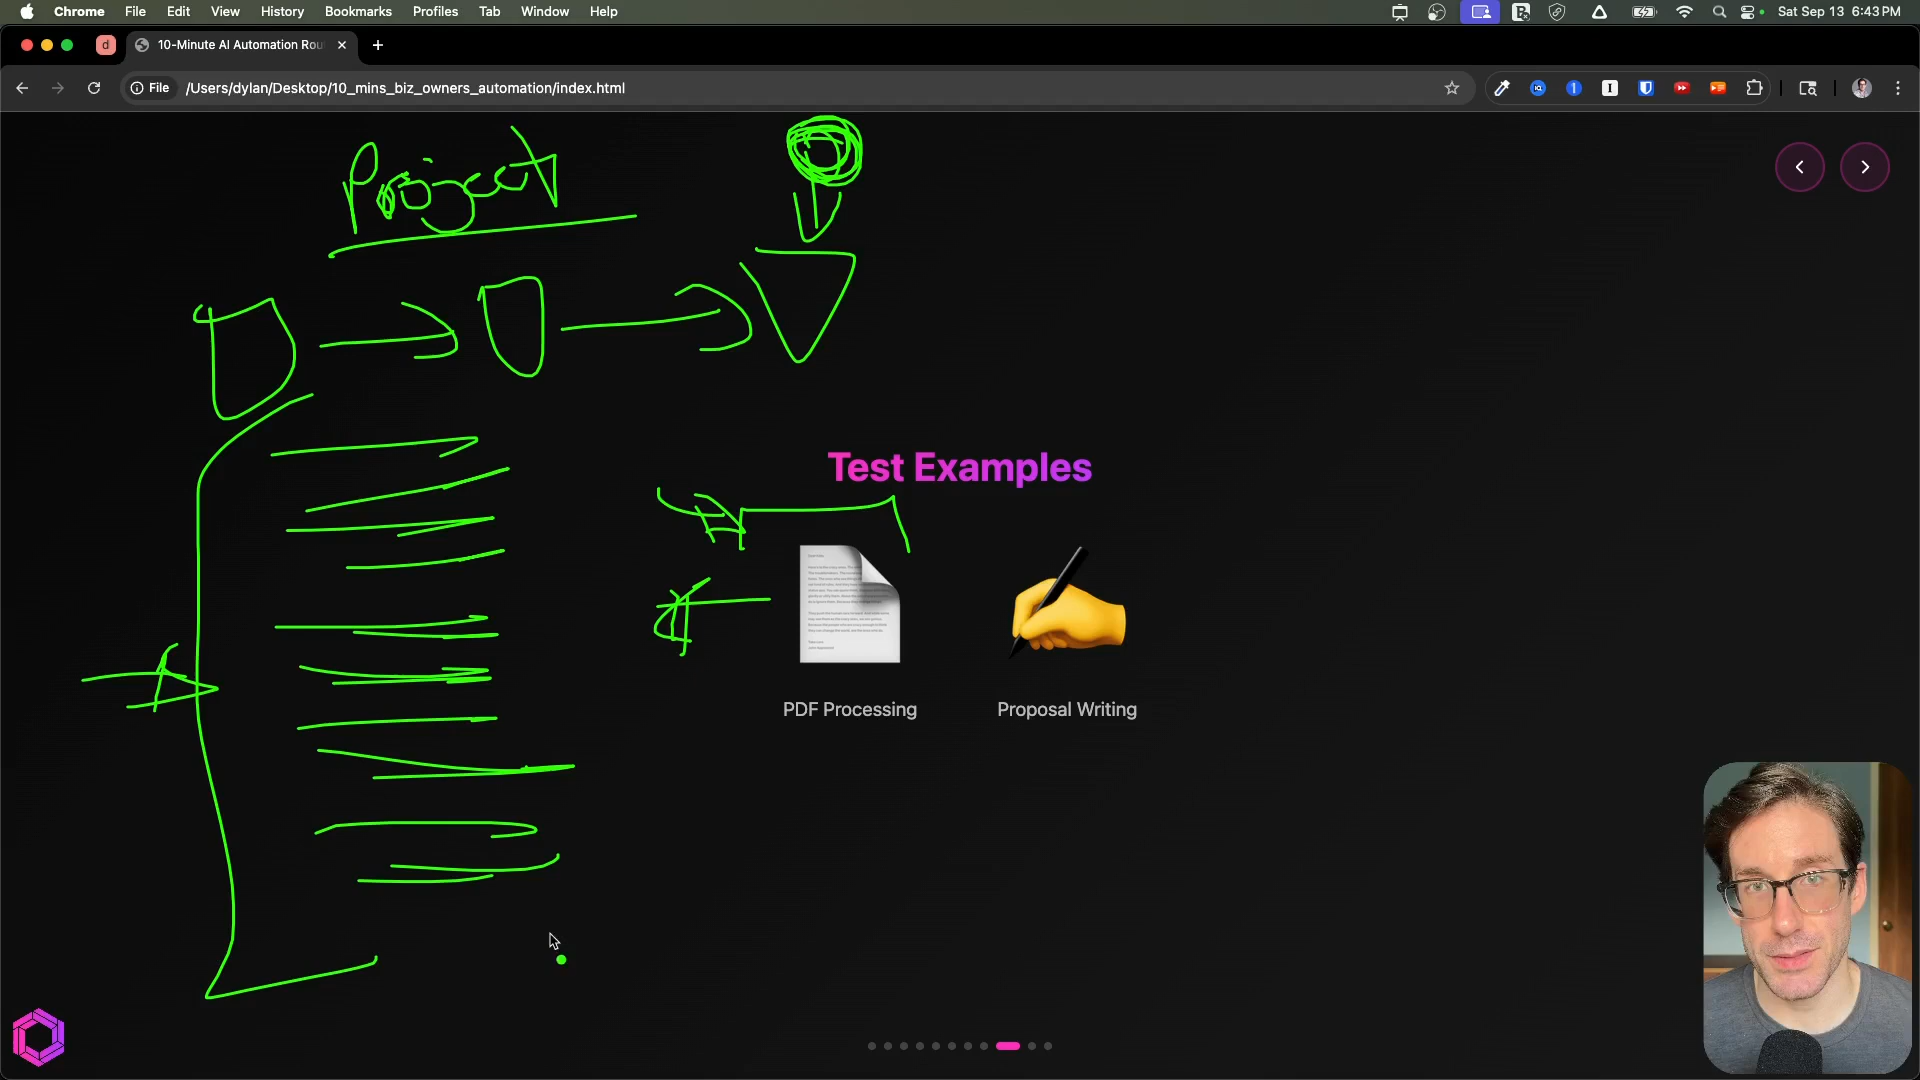 Chrome File Edit View History Bookmarks Profiles Tab Window Help
Sat Sep 13 6:43 PM
d
10-Minute AI Automation Rou
File /Users/dylan/Desktop/10_mins_biz_owners_automation/index.html
Project
Test Examples
PDF Processing
Proposal Writing